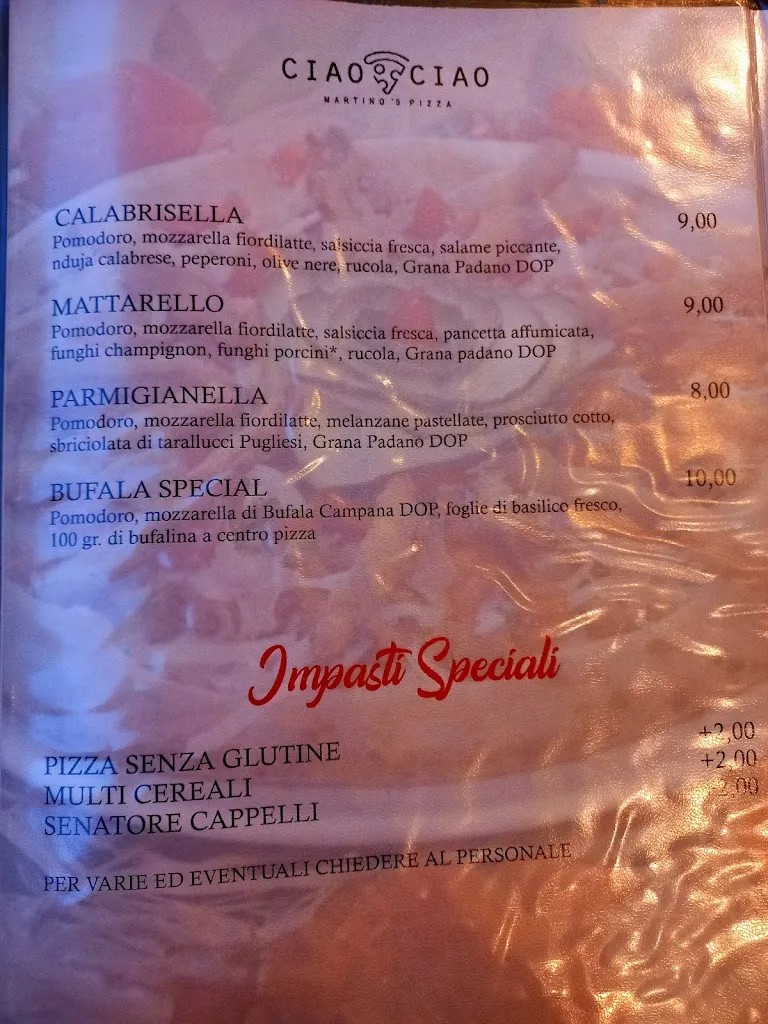 CIAO CIAO
MARTINO'S PIZZA
CALABRISELLA 9,00
Pomodoro, mozzarella fiordilatte, salsiccia fresca, salame piccante,
nduja calabrese, peperoni, olive nere, rucola, Grana Padano DOP
MATTARELLO 9,00
Pomodoro, mozzarella fiordilatte, salsiccia fresca, pancetta affumicata,
funghi champignon, funghi porcini*, rucola, Grana padano DOP
PARMIGIANELLA 8,00
Pomodoro, mozzarella fiordilatte, melanzane pastellate, prosciutto cotto,
sbriciolata di tarallucci Pugliesi, Grana Padano DOP
BUFALA SPECIAL 10,00
Pomodoro, mozzarella di Bufala Campana DOP, foglie di basilico fresco,
100 gr. di bufalina a centro pizza
Impasti Speciali
PIZZA SENZA GLUTINE +2,00
MULTI CEREALI +2,00
SENATORE CAPPELLI +2,00
PER VARIE ED EVENTUALI CHIEDERE AL PERSONALE